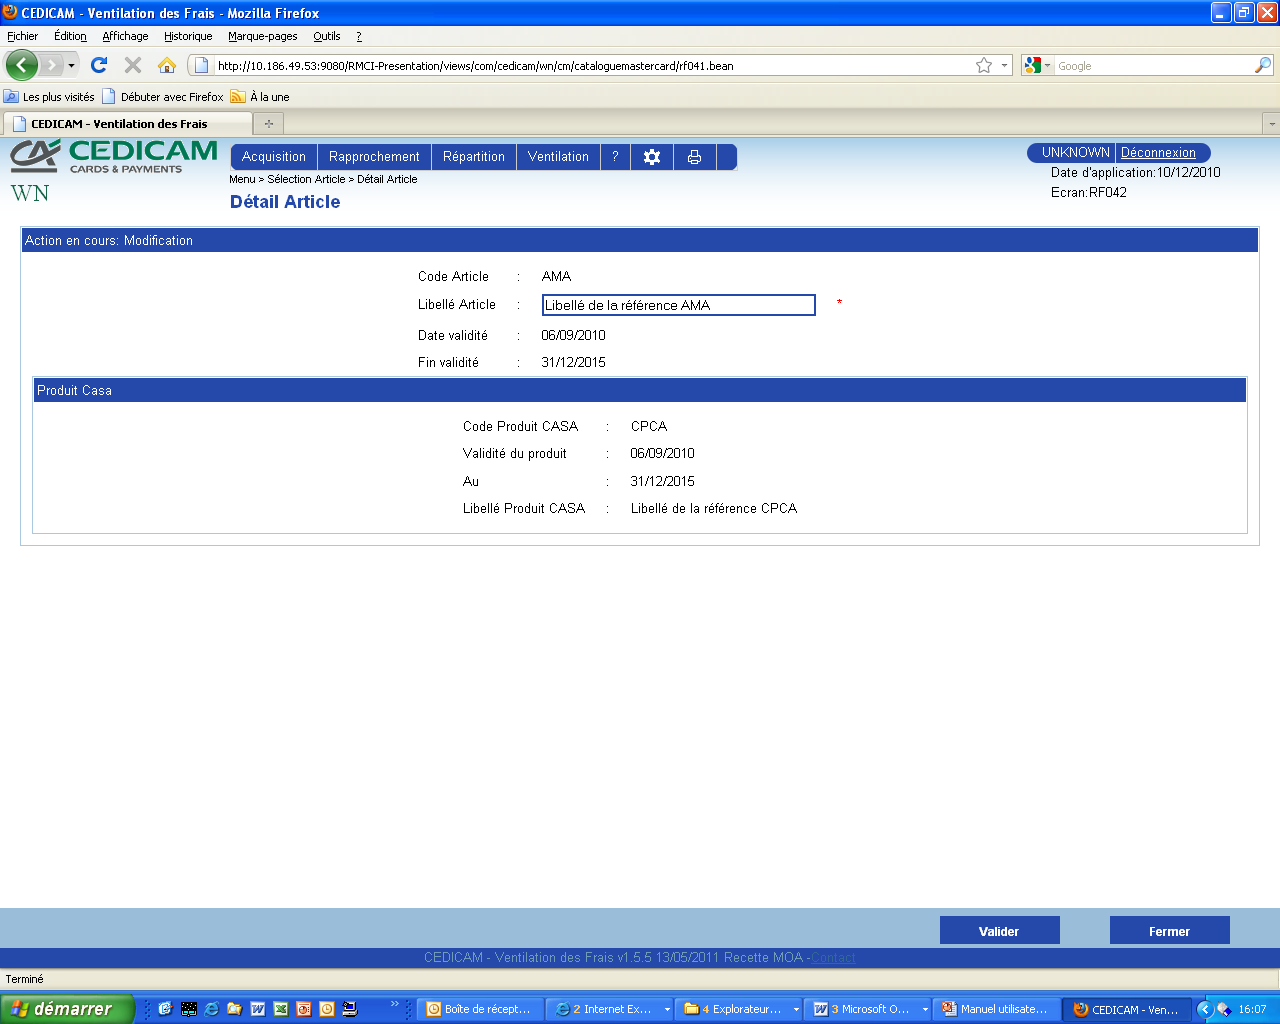 CEDICAM - Ventilation des Frais - Mozilla Firefox
Fichier Édition Affichage Historique Marque-pages Outils ?
http://10.186.49.53:9080/RMCI-Presentation/views/com/cedicam/wn/cm/cataloguemastercard/rf041.bean
Google
Les plus visités Débuter avec Firefox À la une
CEDICAM - Ventilation des Frais
CA CEDICAM
CARDS & PAYMENTS
WN
Acquisition Rapprochement Répartition Ventilation ?
UNKNOWN Déconnexion
Menu > Sélection Article > Détail Article
Date d'application:10/12/2010
Détail Article
Ecran:RF042
Action en cours: Modification
Code Article : AMA
Libellé Article : Libellé de la référence AMA *
Date validité : 06/09/2010
Fin validité : 31/12/2015
Produit Casa
Code Produit CASA : CPCA
Validité du produit : 06/09/2010
Au : 31/12/2015
Libellé Produit CASA : Libellé de la référence CPCA
Valider Fermer
CEDICAM - Ventilation des Frais v1.5.5 13/05/2011 Recette MOA -Contact
Terminé
démarrer » Boîte de récept... 2 Internet Ex... 4 Explorateur... 3 Microsoft O... Manuel utilisate... CEDICAM - Ven... 16:07